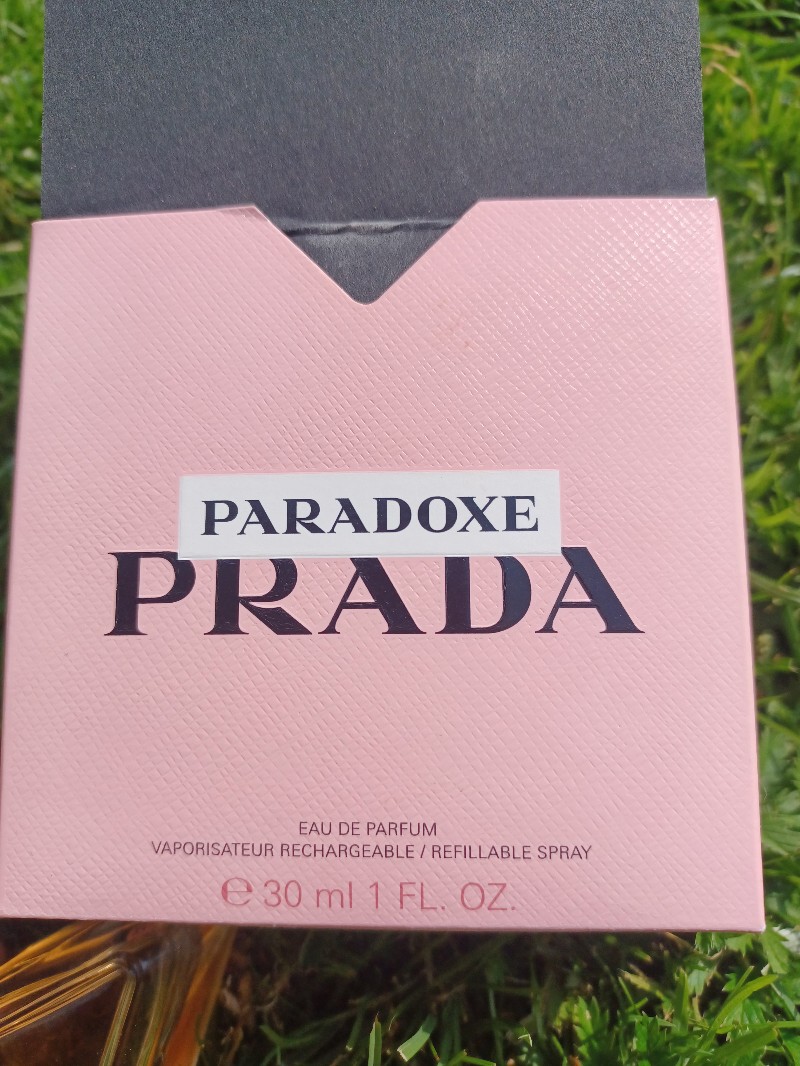 PARADOXE
PRADA
EAU DE PARFUM
VAPORISATEUR RECHARGEABLE / REFILLABLE SPRAY
℮ 30 ml 1 FL. OZ.